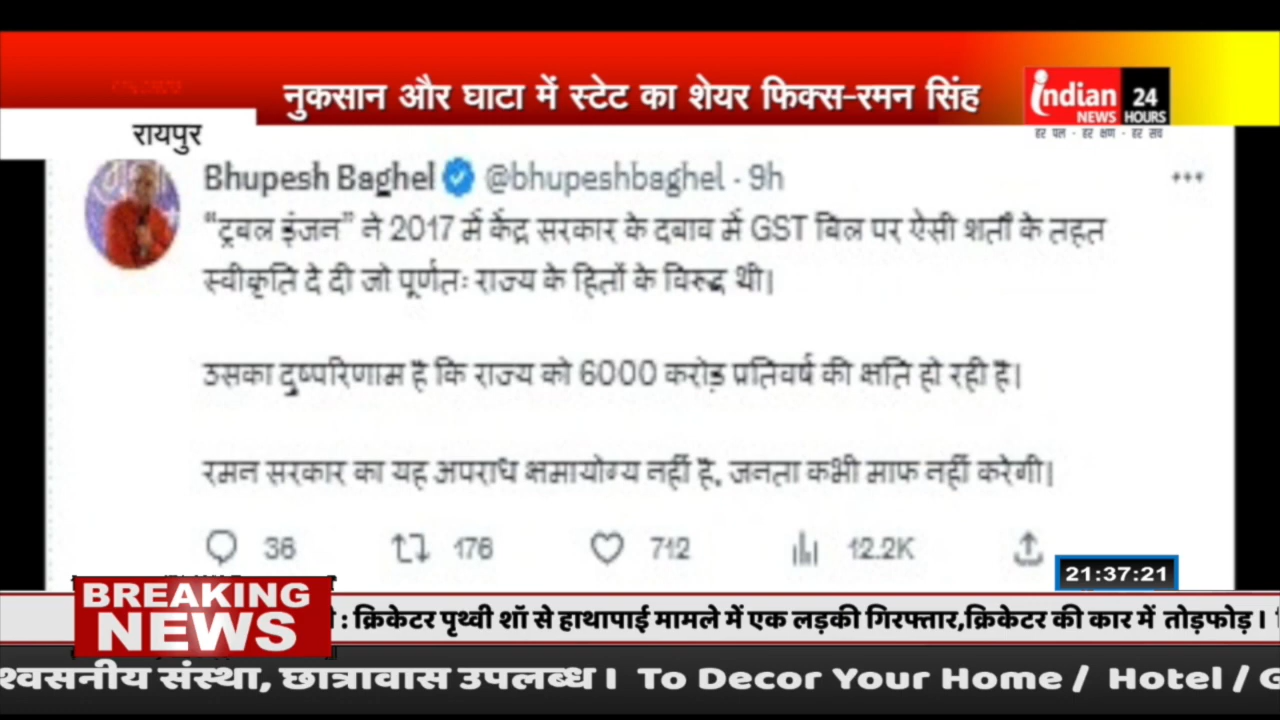 नुकसान और घाटा में स्टेट का शेयर फिक्स-रमन सिंह
indian
NEWS
24
HOURS
हर पल - हर क्षण - हर सच
रायपुर
Bhupesh Baghel @bhupeshbaghel · 9h
“ट्रबल इंजन” ने 2017 में केंद्र सरकार के दबाव में GST बिल पर ऐसी शर्तों के तहत
स्वीकृति दे दी जो पूर्णतः राज्य के हितों के विरुद्ध थी।
उसका दुष्परिणाम है कि राज्य को 6000 करोड़ प्रतिवर्ष की क्षति हो रही है।
रमन सरकार का यह अपराध क्षमायोग्य नहीं है, जनता कभी माफ नहीं करेगी।
36 176 712 12.2K
21:37:21
BREAKING
NEWS
: क्रिकेटर पृथ्वी शॉ से हाथापाई मामले में एक लड़की गिरफ्तार,क्रिकेटर की कार में तोड़फोड़।
श्वसनीय संस्था, छात्रावास उपलब्ध। To Decor Your Home / Hotel / G